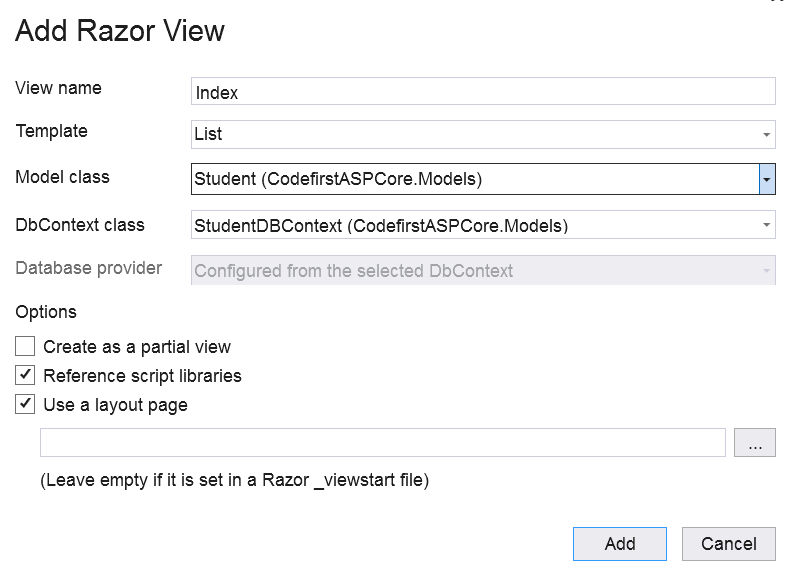 Add Razor View
View name Index
Template List
Model class Student (CodefirstASPCore.Models)
DbContext class StudentDBContext (CodefirstASPCore.Models)
Database provider Configured from the selected DbContext
Options
Create as a partial view
Reference script libraries
Use a layout page
...
(Leave empty if it is set in a Razor _viewstart file)
Add Cancel